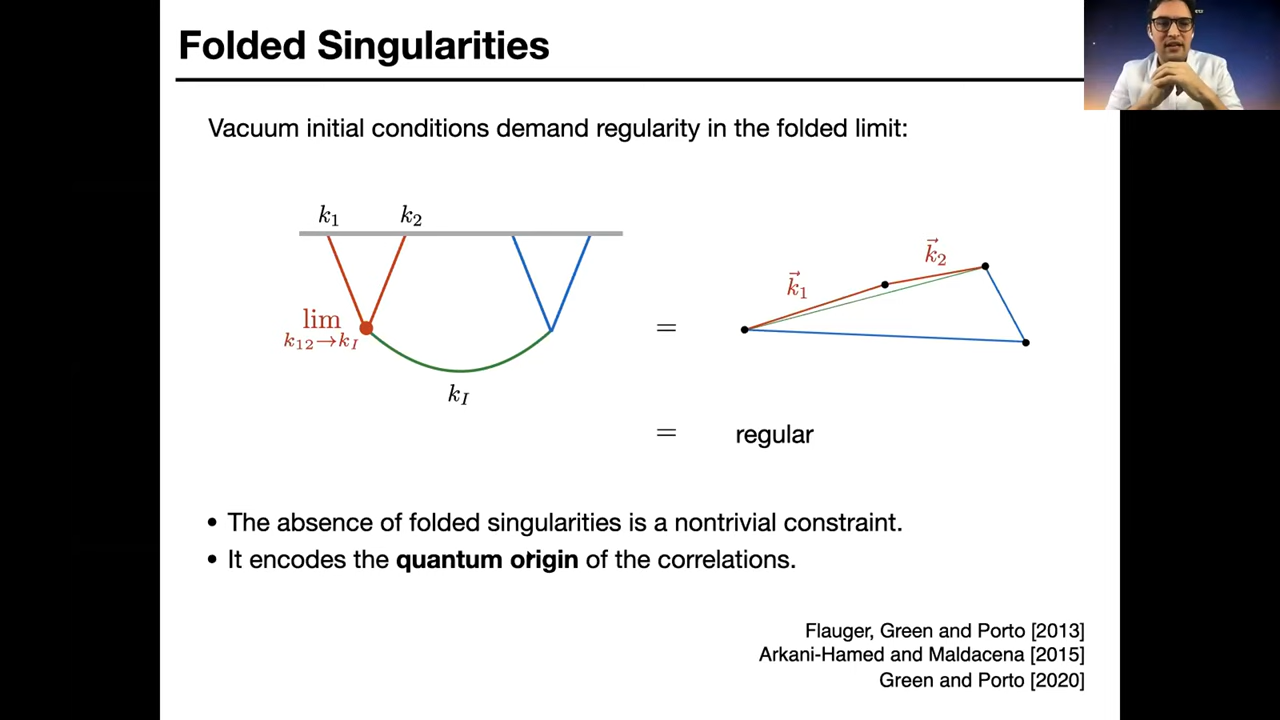 Folded Singularities
Vacuum initial conditions demand regularity in the folded limit:
k₁ k₂
lim
k₁₂→k_I
k_I
=
k⃗₁
k⃗₂
= regular
• The absence of folded singularities is a nontrivial constraint.
• It encodes the quantum origin of the correlations.
Flauger, Green and Porto [2013]
Arkani-Hamed and Maldacena [2015]
Green and Porto [2020]